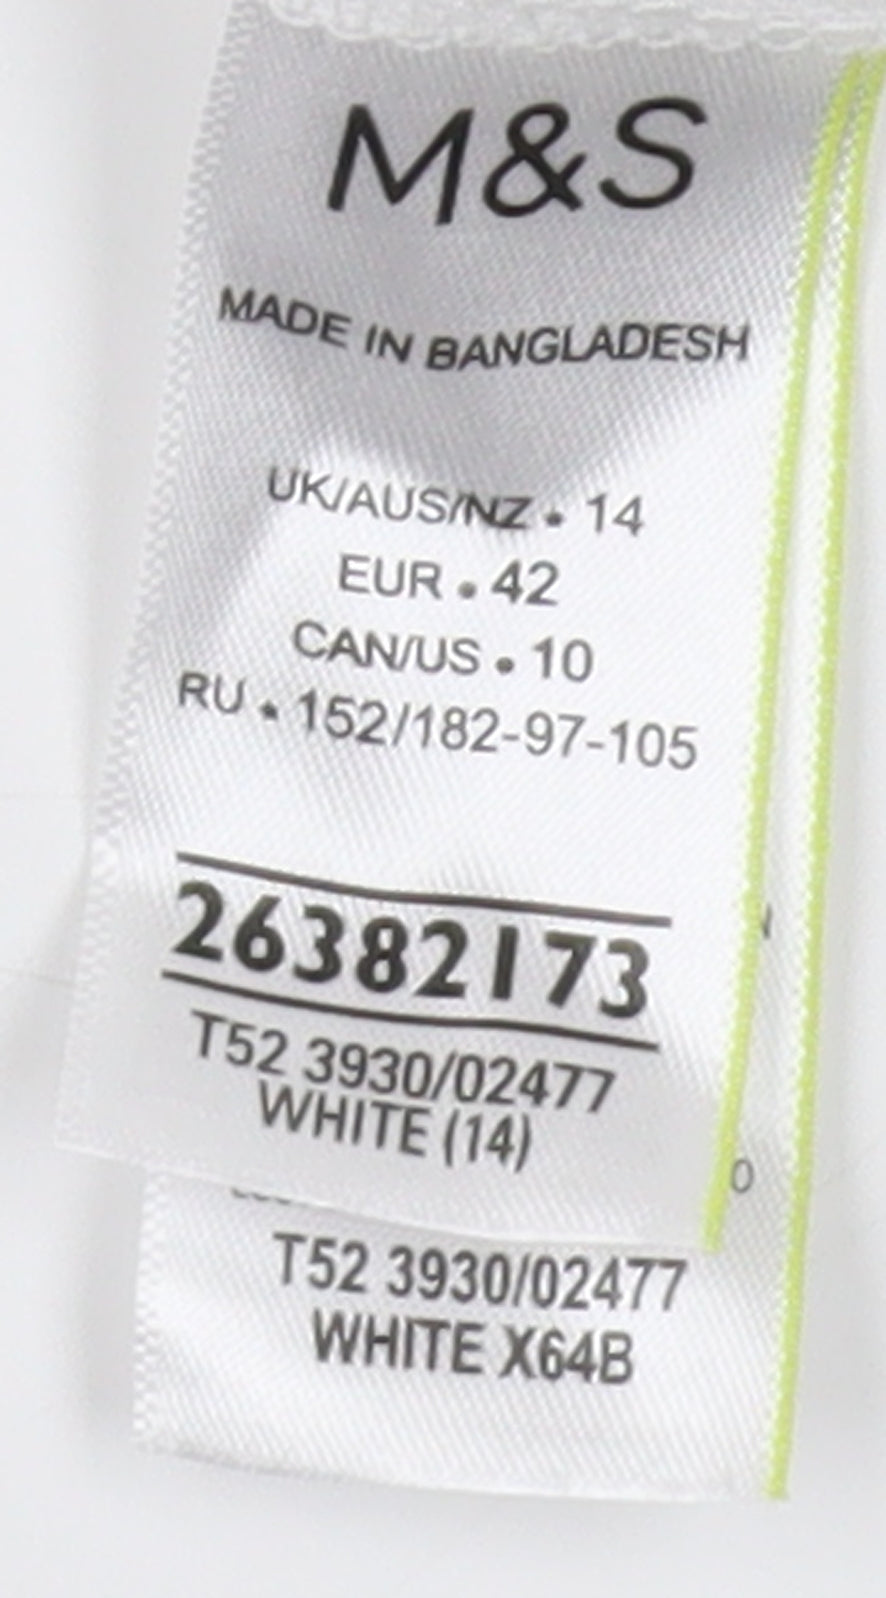 M&S
MADE IN BANGLADESH
UK/AUS/NZ • 14
EUR • 42
CAN/US • 10
RU • 152/182-97-105
26382173
T52 3930/02477
WHITE (14)
T52 3930/02477
WHITE X64B